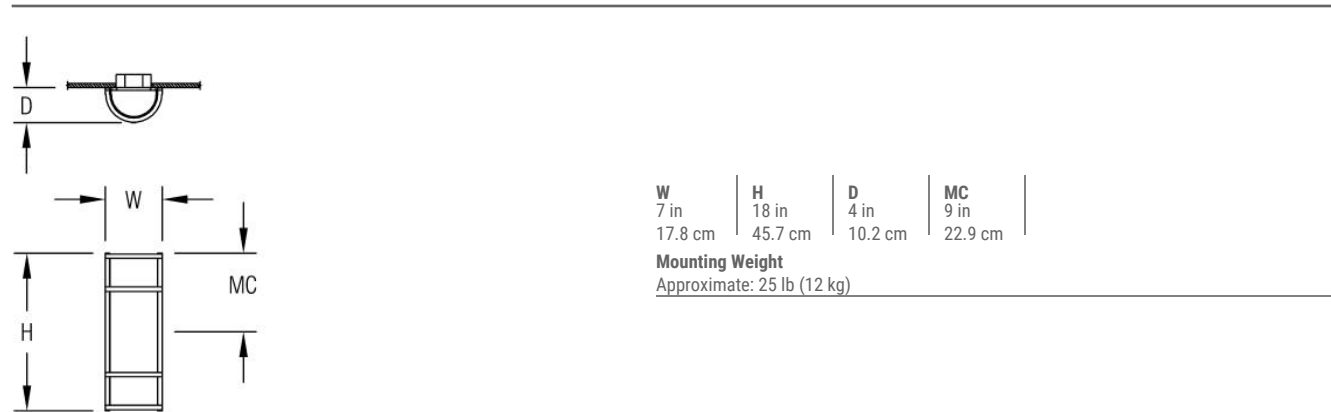 D
W
H
MC
W H D MC
7 in 18 in 4 in 9 in
17.8 cm 45.7 cm 10.2 cm 22.9 cm
Mounting Weight
Approximate: 25 lb (12 kg)